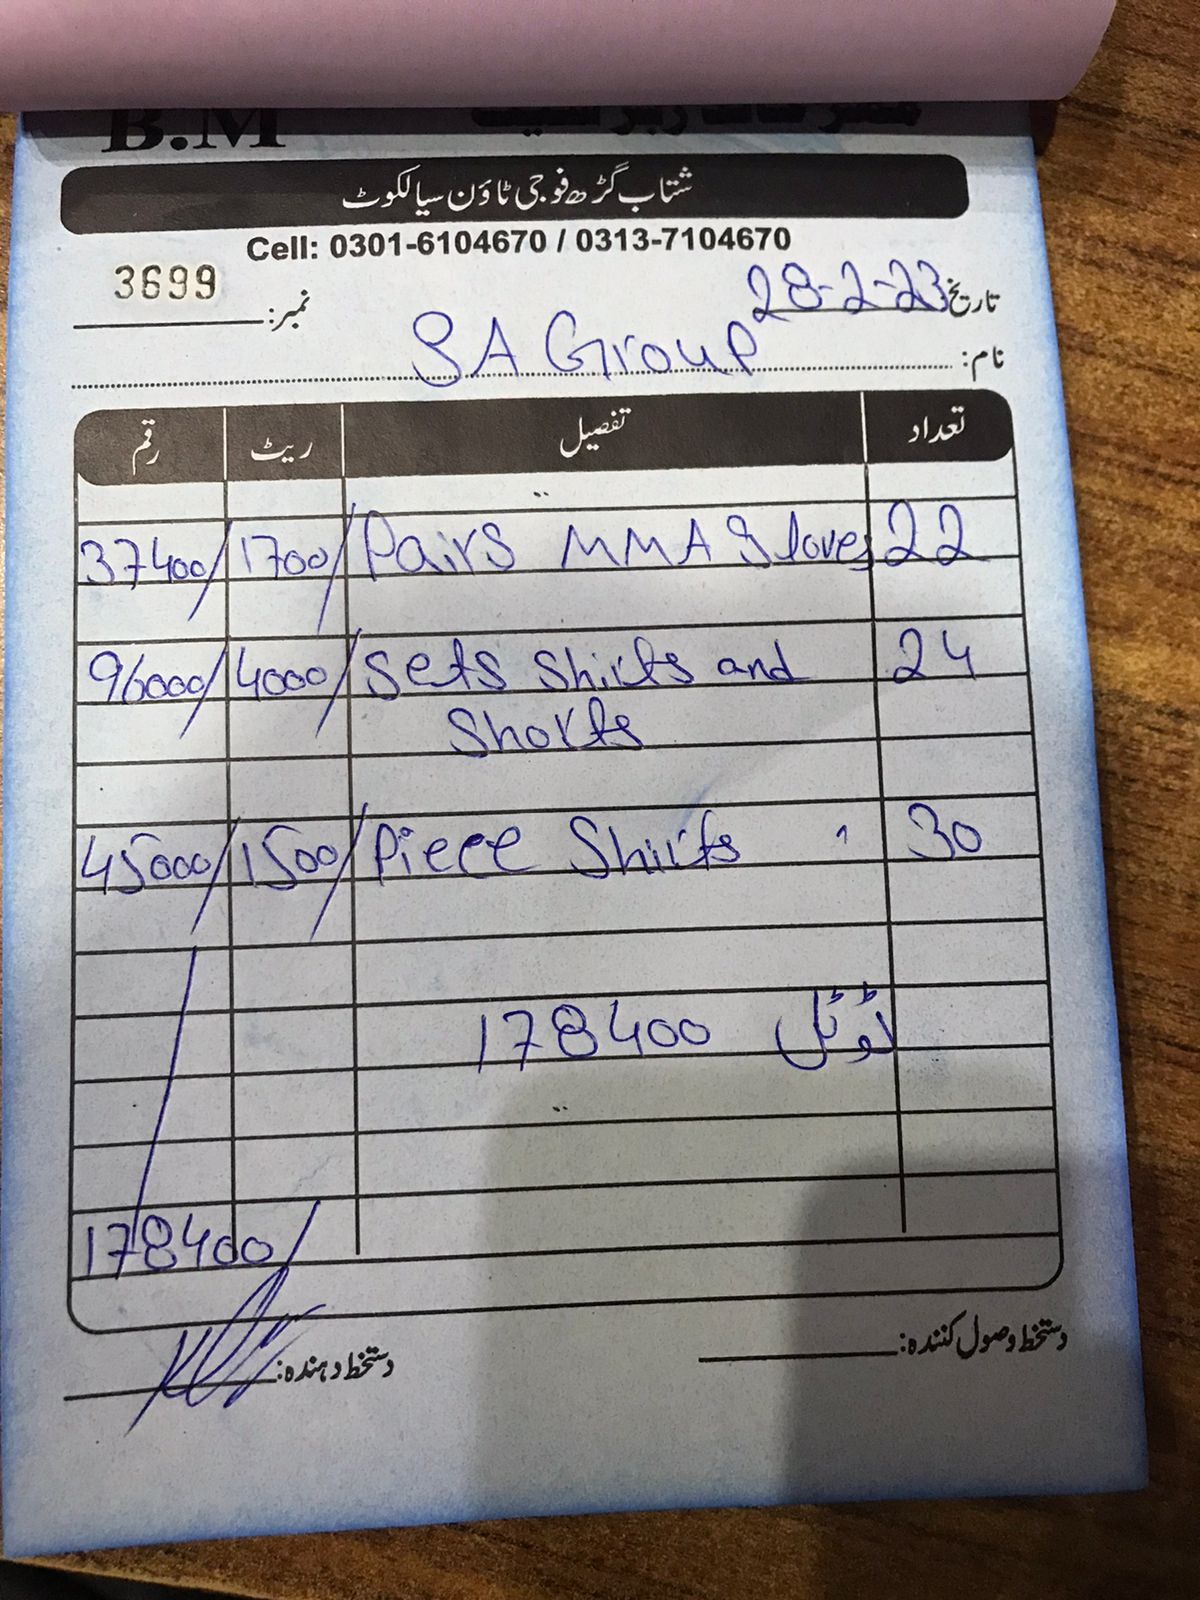 B.M
شتاب گڑھ فوجی ٹاؤن سیالکوٹ
Cell: 0301-6104670 / 0313-7104670
تاریخ 28-2-23
نمبر: 3699
نام: SA Group
تعداد تفصیل ریٹ رقم
22 Pairs MMA Gloves 1700/ 37400/
24 Sets Shirts and 4000/ 96000/
Shorts
30 Piece Shirts 1500/ 45000/
ٹوٹل 178400
178400/
دستخط وصول کنندہ:
دستخط دہندہ: